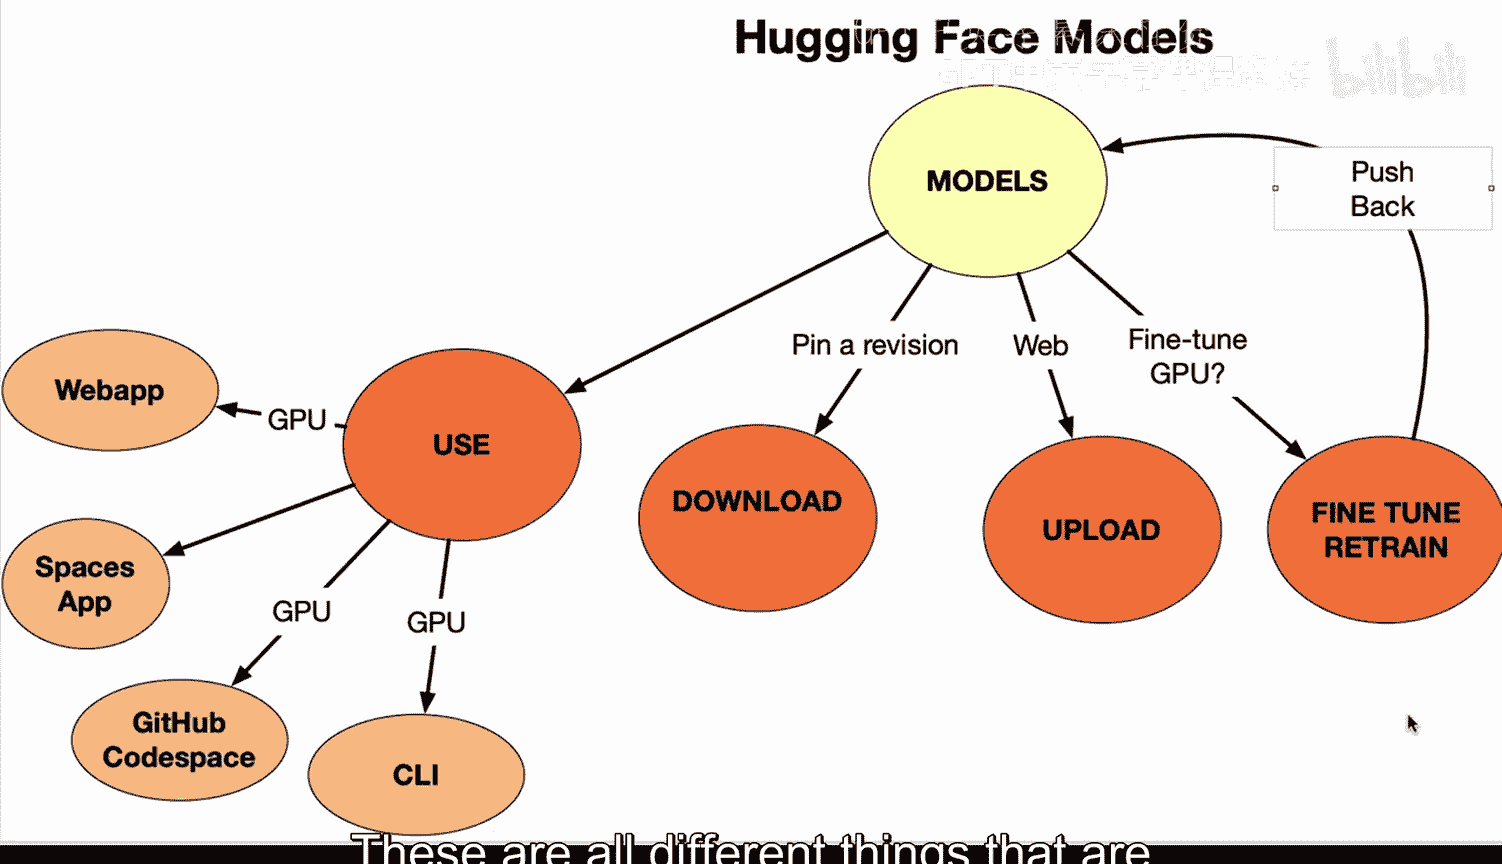 Hugging Face Models
bilibili
MODELS
Push
Back
Pin a revision
Web
Fine-tune
GPU?
Webapp
GPU
USE
DOWNLOAD
UPLOAD
FINE TUNE
RETRAIN
Spaces
App
GPU
GPU
GitHub
Codespace
CLI
These are all different things that are